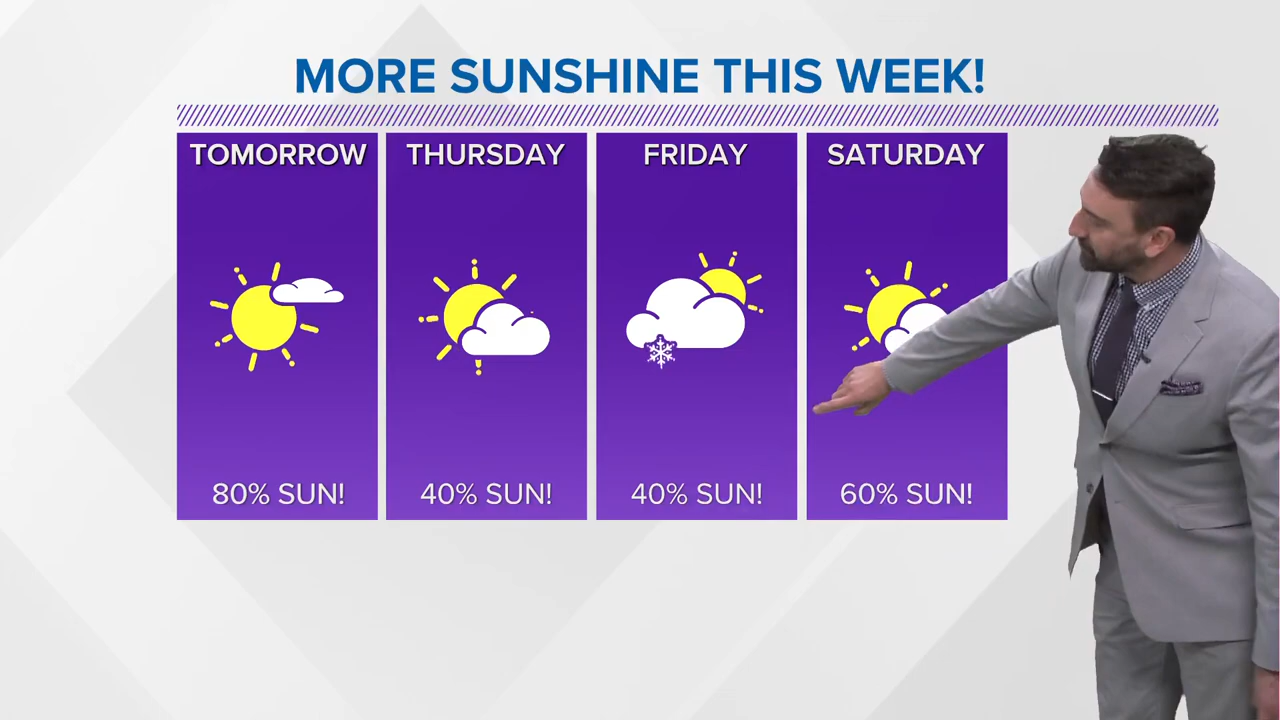 MORE SUNSHINE THIS WEEK!
TOMORROW
THURSDAY
FRIDAY
SATURDAY
80% SUN!
40% SUN!
40% SUN!
60% SUN!